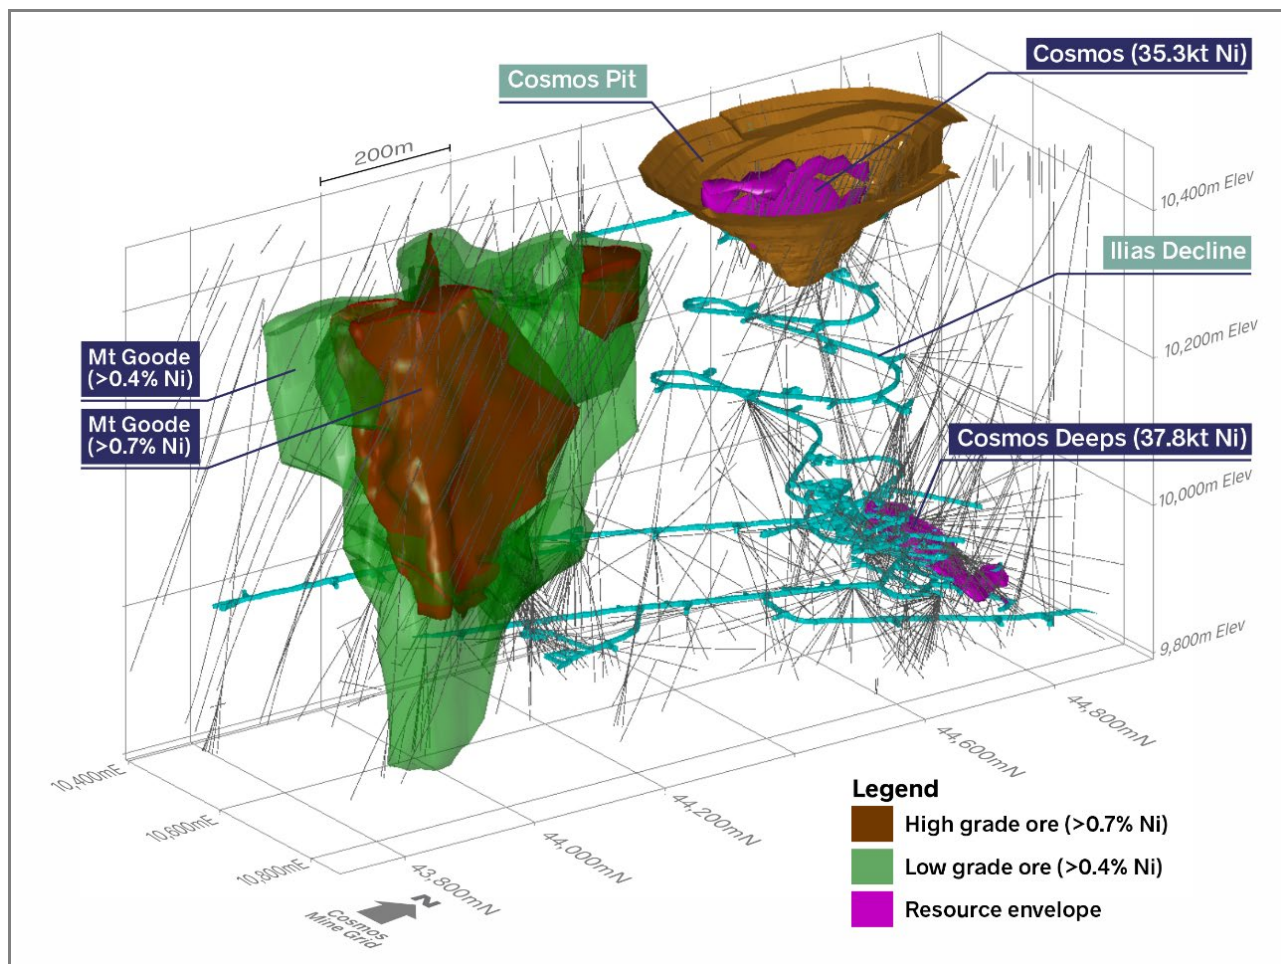 Cosmos (35.3kt Ni)
Cosmos Pit
200m
10,400m Elev
Ilias Decline
10,200m Elev
Mt Goode
(>0.4% Ni)
Mt Goode
(>0.7% Ni)
Cosmos Deeps (37.8kt Ni)
10,000m Elev
9,800m Elev
44,800mN
44,600mN
44,200mN
44,000mN
43,800mN
10,400mE
10,600mE
10,800mE
N
Cosmos
Mine Grid
Legend
High grade ore (>0.7% Ni)
Low grade ore (>0.4% Ni)
Resource envelope